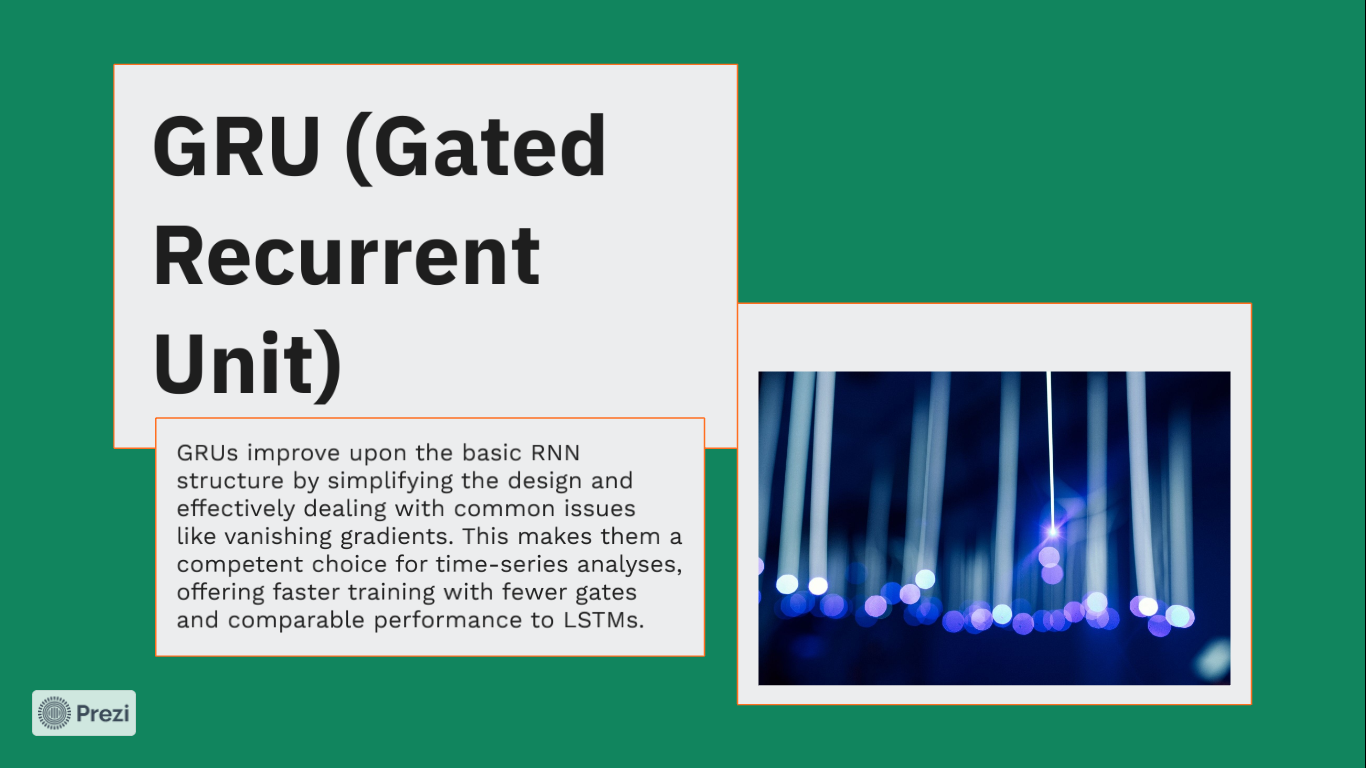 GRU (Gated
Recurrent
Unit)
GRUs improve upon the basic RNN
structure by simplifying the design and
effectively dealing with common issues
like vanishing gradients. This makes them a
competent choice for time-series analyses,
offering faster training with fewer gates
and comparable performance to LSTMs.
Prezi